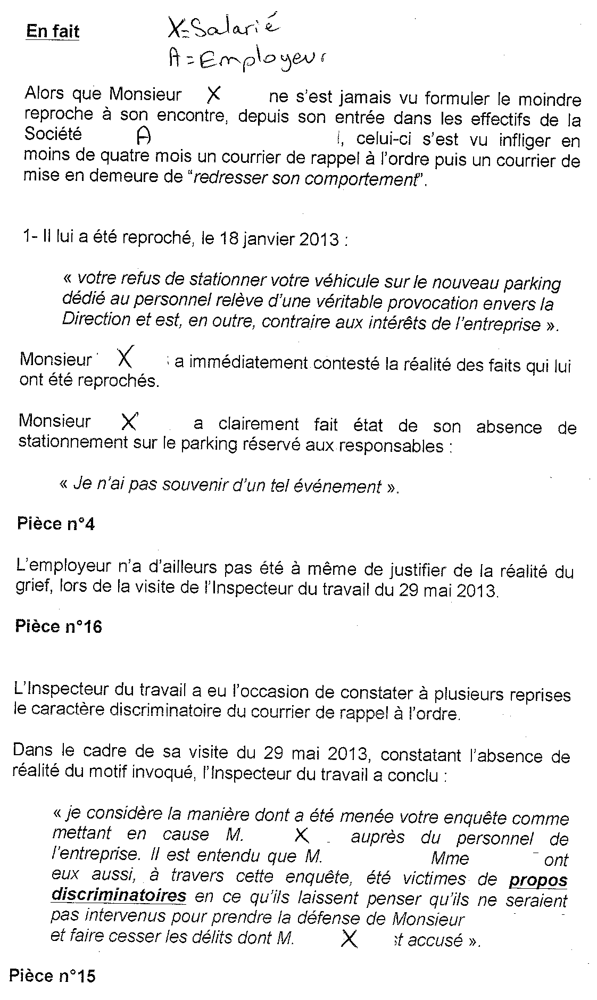 En fait
X=Salarié
A=Employeur
Alors que Monsieur X ne s'est jamais vu formuler le moindre
reproche à son encontre, depuis son entrée dans les effectifs de la
Société A , celui-ci s'est vu infliger en
moins de quatre mois un courrier de rappel à l'ordre puis un courrier de
mise en demeure de "redresser son comportement".
1- Il lui a été reproché, le 18 janvier 2013 :
« votre refus de stationner votre véhicule sur le nouveau parking
dédié au personnel relève d'une véritable provocation envers la
Direction et est, en outre, contraire aux intérêts de l'entreprise ».
Monsieur X a immédiatement contesté la réalité des faits qui lui
ont été reprochés.
Monsieur X a clairement fait état de son absence de
stationnement sur le parking réservé aux responsables :
« Je n'ai pas souvenir d'un tel événement ».
Pièce n°4
L'employeur n'a d'ailleurs pas été à même de justifier de la réalité du
grief, lors de la visite de l'Inspecteur du travail du 29 mai 2013.
Pièce n°16
L'Inspecteur du travail a eu l'occasion de constater à plusieurs reprises
le caractère discriminatoire du courrier de rappel à l'ordre.
Dans le cadre de sa visite du 29 mai 2013, constatant l'absence de
réalité du motif invoqué, l'Inspecteur du travail a conclu :
« je considère la manière dont a été menée votre enquête comme
mettant en cause M. X auprès du personnel de
l'entreprise. Il est entendu que M. Mme ont
eux aussi, à travers cette enquête, été victimes de propos
discriminatoires en ce qu'ils laissent penser qu'ils ne seraient
pas intervenus pour prendre la défense de Monsieur
et faire cesser les délits dont M. X st accusé ».
Pièce n°15